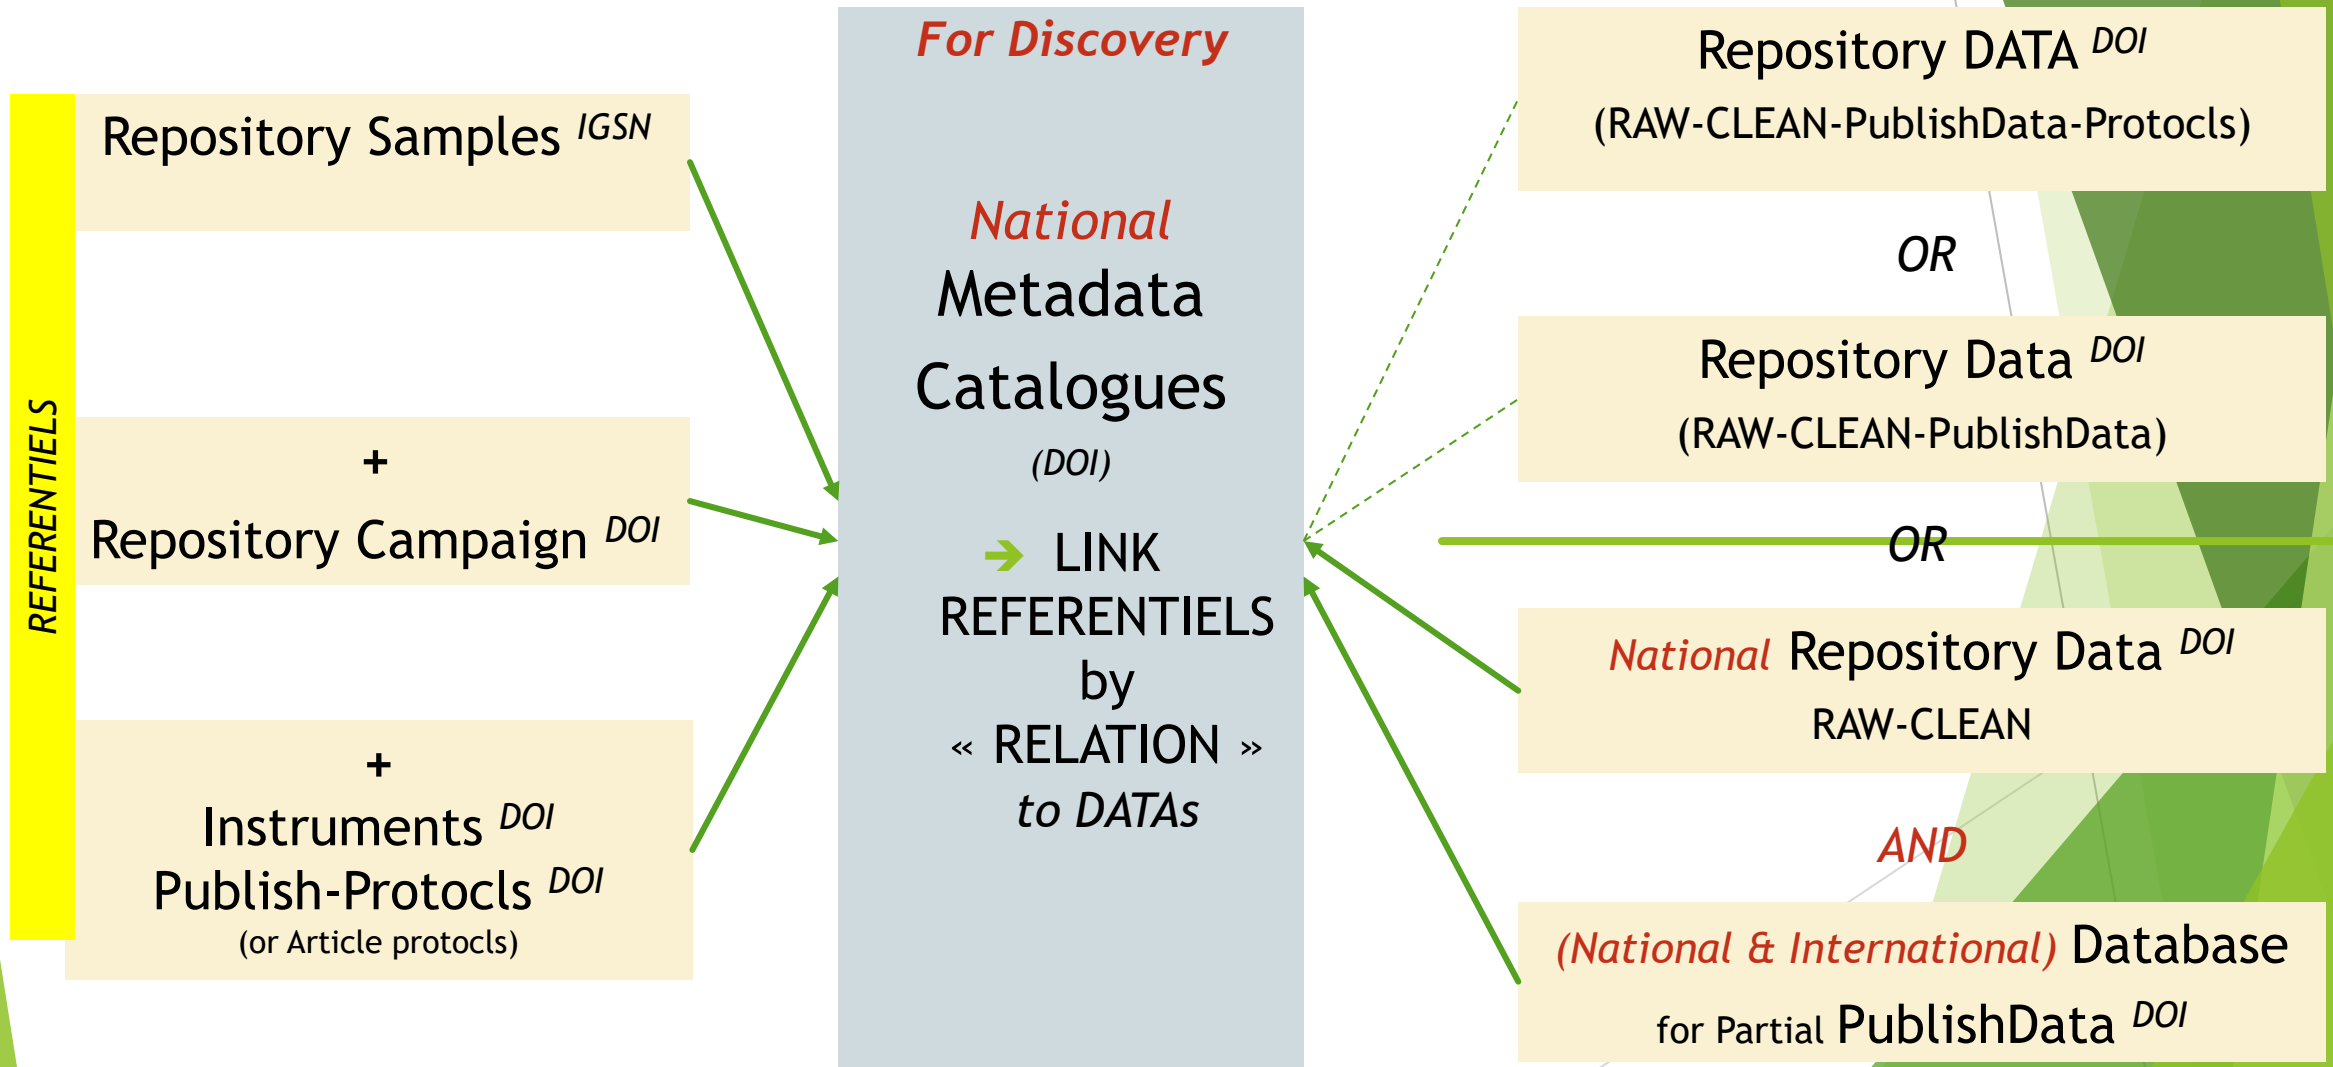 REFERENTIELS
Repository Samples IGSN
+
Repository Campaign DOI
+
Instruments DOI
Publish-Protocls DOI
(or Article protocls)
For Discovery
National
Metadata
Catalogues
(DOI)
➔ LINK
REFERENTIELS
by
« RELATION »
to DATAs
Repository DATA DOI
(RAW-CLEAN-PublishData-Protocls)
OR
Repository Data DOI
(RAW-CLEAN-PublishData)
OR
National Repository Data DOI
RAW-CLEAN
AND
(National & International) Database
for Partial PublishData DOI